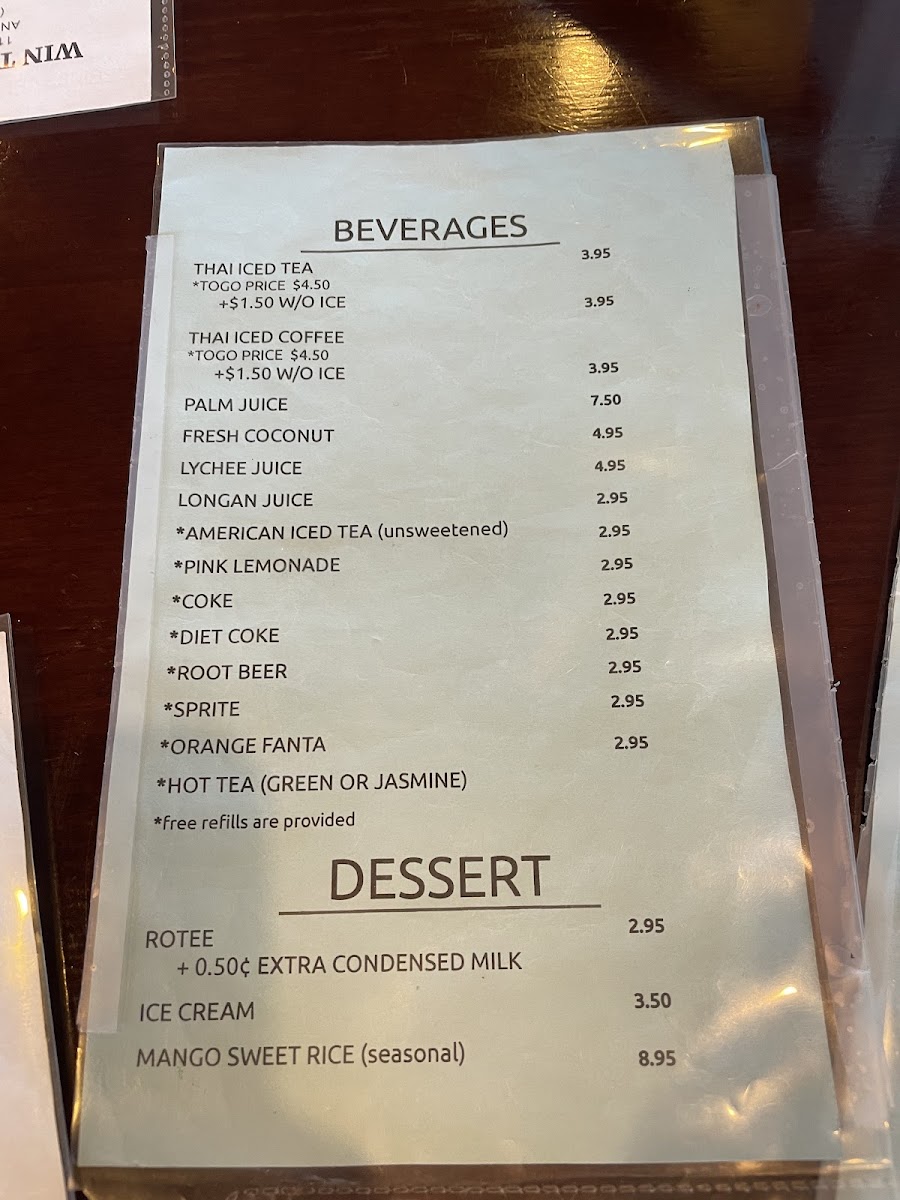 WIN T
AN
BEVERAGES
THAI ICED TEA 3.95
*TOGO PRICE $4.50
+$1.50 W/O ICE 3.95
THAI ICED COFFEE
*TOGO PRICE $4.50
+$1.50 W/O ICE 3.95
PALM JUICE 7.50
FRESH COCONUT 4.95
LYCHEE JUICE 4.95
LONGAN JUICE 2.95
*AMERICAN ICED TEA (unsweetened) 2.95
*PINK LEMONADE 2.95
*COKE 2.95
*DIET COKE 2.95
*ROOT BEER 2.95
*SPRITE 2.95
*ORANGE FANTA 2.95
*HOT TEA (GREEN OR JASMINE)
*free refills are provided
DESSERT
ROTEE 2.95
+ 0.50¢ EXTRA CONDENSED MILK
ICE CREAM 3.50
MANGO SWEET RICE (seasonal) 8.95